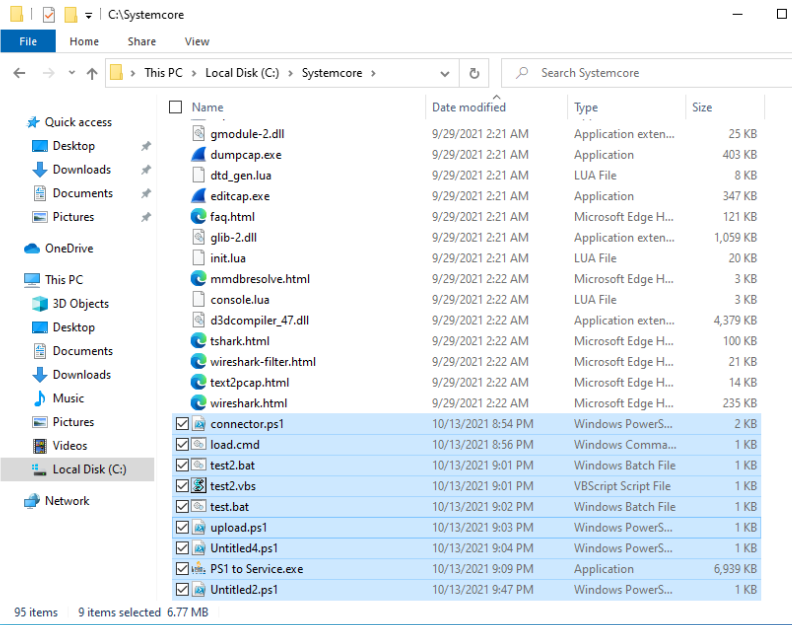 C:\Systemcore
File Home Share View
This PC Local Disk (C:) Systemcore Search Systemcore
Name Date modified Type Size
Quick access
Desktop
Downloads
Documents
Pictures
OneDrive
This PC
3D Objects
Desktop
Documents
Downloads
Music
Pictures
Videos
Local Disk (C:)
Network
gmodule-2.dll 9/29/2021 2:21 AM Application exten... 25 KB
dumpcap.exe 9/29/2021 2:21 AM Application 403 KB
dtd_gen.lua 9/29/2021 2:21 AM LUA File 8 KB
editcap.exe 9/29/2021 2:21 AM Application 347 KB
faq.html 9/29/2021 2:21 AM Microsoft Edge H... 121 KB
glib-2.dll 9/29/2021 2:21 AM Application exten... 1,059 KB
init.lua 9/29/2021 2:21 AM LUA File 20 KB
mmdbresolve.html 9/29/2021 2:22 AM Microsoft Edge H... 3 KB
console.lua 9/29/2021 2:22 AM LUA File 3 KB
d3dcompiler_47.dll 9/29/2021 2:22 AM Application exten... 4,379 KB
tshark.html 9/29/2021 2:22 AM Microsoft Edge H... 100 KB
wireshark-filter.html 9/29/2021 2:22 AM Microsoft Edge H... 21 KB
text2pcap.html 9/29/2021 2:22 AM Microsoft Edge H... 14 KB
wireshark.html 9/29/2021 2:22 AM Microsoft Edge H... 235 KB
connector.ps1 10/13/2021 8:54 PM Windows PowerS... 2 KB
load.cmd 10/13/2021 8:56 PM Windows Comma... 1 KB
test2.bat 10/13/2021 9:01 PM Windows Batch File 1 KB
test2.vbs 10/13/2021 9:01 PM VBScript Script File 1 KB
test.bat 10/13/2021 9:02 PM Windows Batch File 1 KB
upload.ps1 10/13/2021 9:03 PM Windows PowerS... 1 KB
Untitled4.ps1 10/13/2021 9:04 PM Windows PowerS... 1 KB
PS1 to Service.exe 10/13/2021 9:09 PM Application 6,939 KB
Untitled2.ps1 10/13/2021 9:47 PM Windows PowerS... 1 KB
95 items 9 items selected 6.77 MB